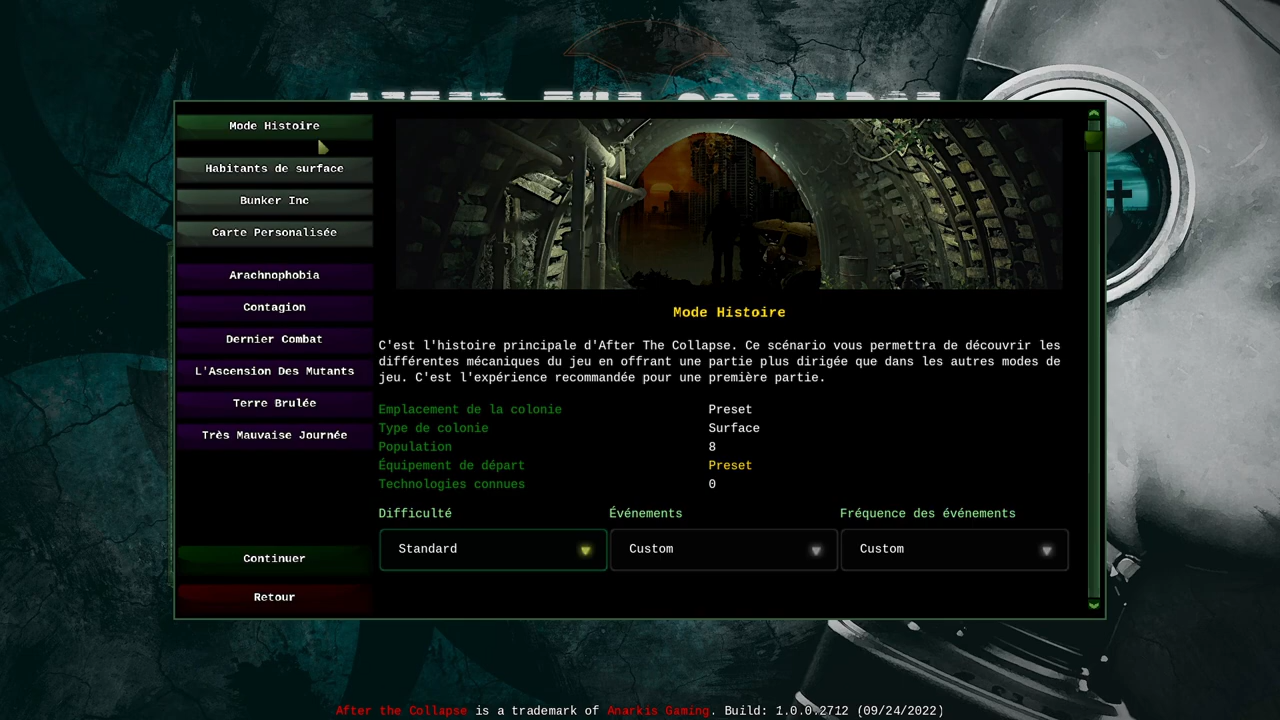 Mode Histoire
Habitants de surface
Bunker Inc
Carte Personalisée
Arachnophobia
Contagion
Dernier Combat
L'Ascension Des Mutants
Terre Brulée
Très Mauvaise Journée
Continuer
Retour
Mode Histoire
C'est l'histoire principale d'After The Collapse. Ce scénario vous permettra de découvrir les
différentes mécaniques du jeu en offrant une partie plus dirigée que dans les autres modes de
jeu. C'est l'expérience recommandée pour une première partie.
Emplacement de la colonie Preset
Type de colonie Surface
Population 8
Équipement de départ Preset
Technologies connues 0
Difficulté Événements Fréquence des événements
Standard Custom Custom
After the Collapse is a trademark of Anarkis Gaming. Build: 1.0.0.2712 (09/24/2022)